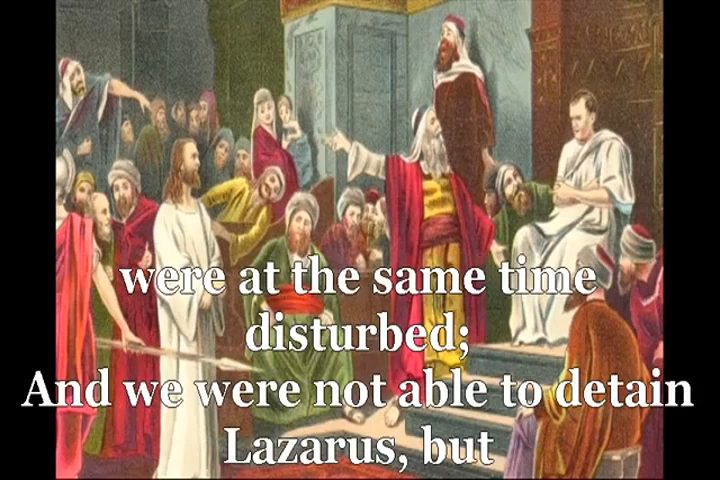 were at the same time
disturbed;
And we were not able to detain
Lazarus, but